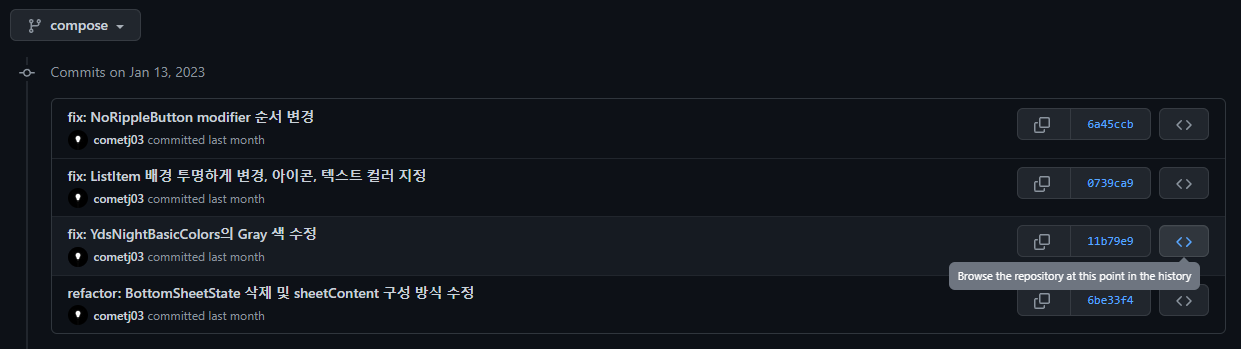 compose
Commits on Jan 13, 2023
fix: NoRippleButton modifier 순서 변경
cometj03 committed last month
6a45ccb
fix: ListItem 배경 투명하게 변경, 아이콘, 텍스트 컬러 지정
cometj03 committed last month
0739ca9
fix: YdsNightBasicColors의 Gray 색 수정
cometj03 committed last month
11b79e9
Browse the repository at this point in the history
refactor: BottomSheetState 삭제 및 sheetContent 구성 방식 수정
cometj03 committed last month
6be33f4